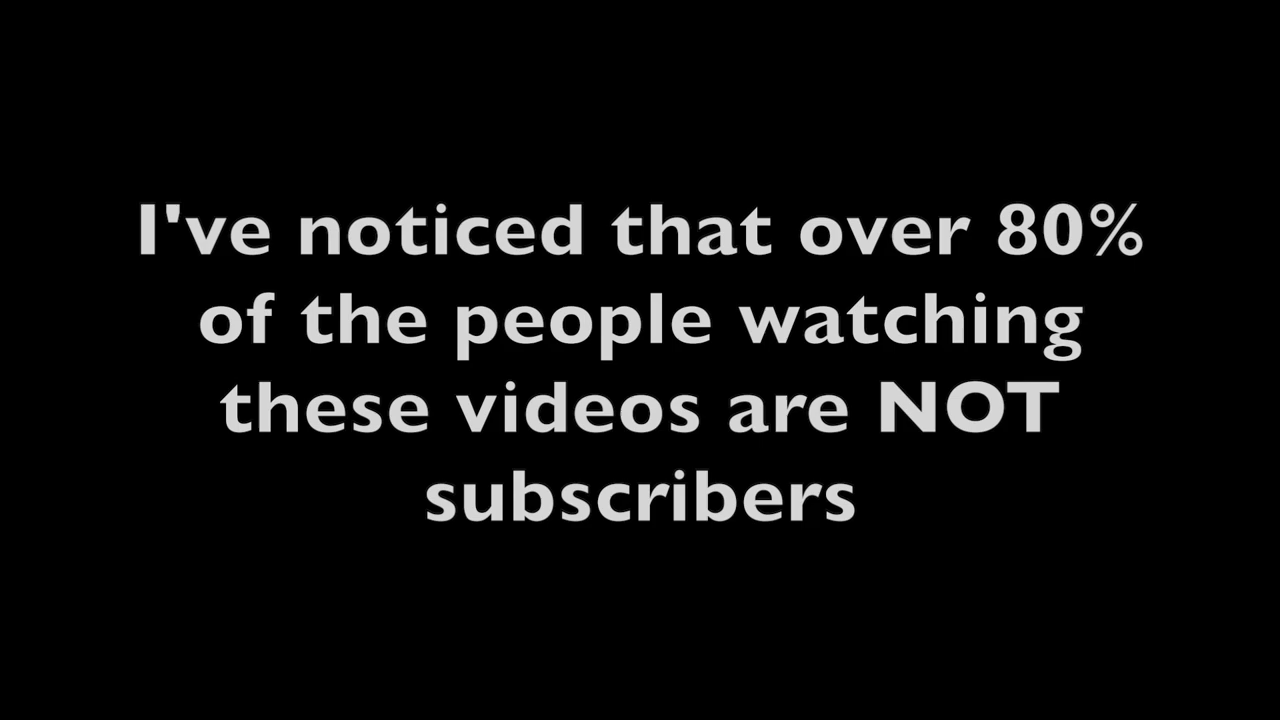 I've noticed that over 80%
of the people watching
these videos are NOT
subscribers